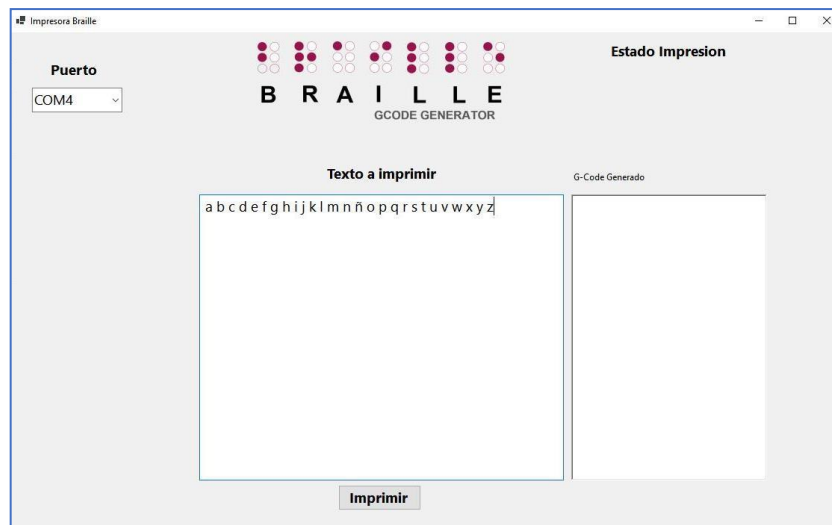 Impresora Braille
Puerto
COM4
B R A I L L E
GCODE GENERATOR
Estado Impresion
Texto a imprimir
G-Code Generado
a b c d e f g h i j k l m n ñ o p q r s t u v w x y z
Imprimir